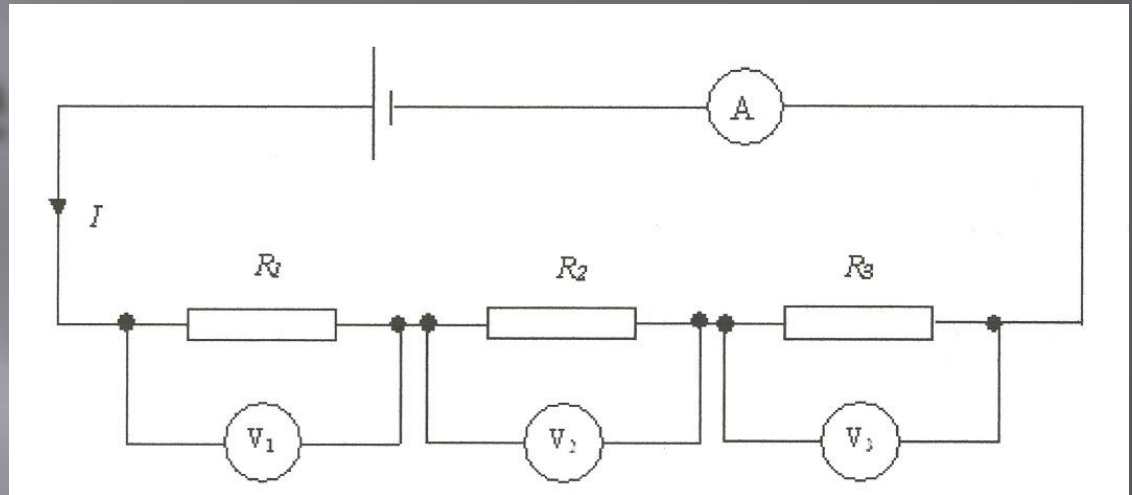 A
I
R₁
R₂
R₃
V₁
V₂
V₃